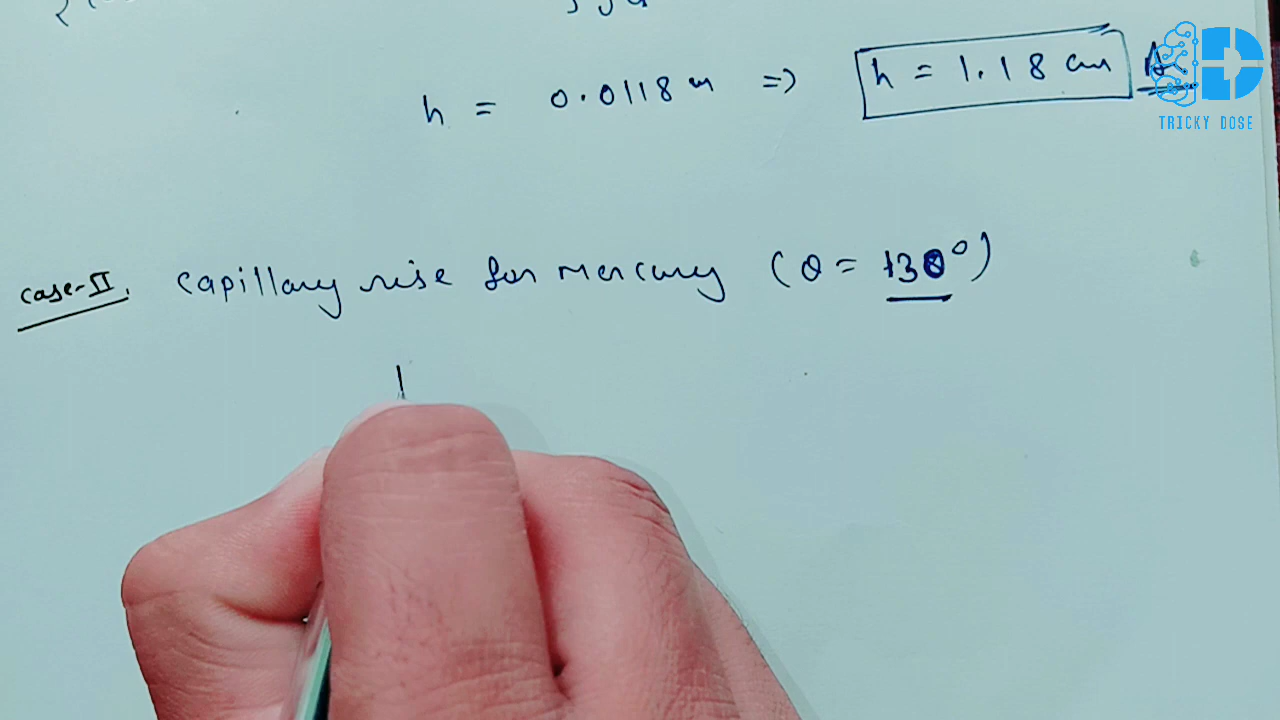 h = 0.0118 m => h = 1.18 cm
TRICKY DOSE
Case-II. Capillary rise for Mercury (θ = 130°)
h